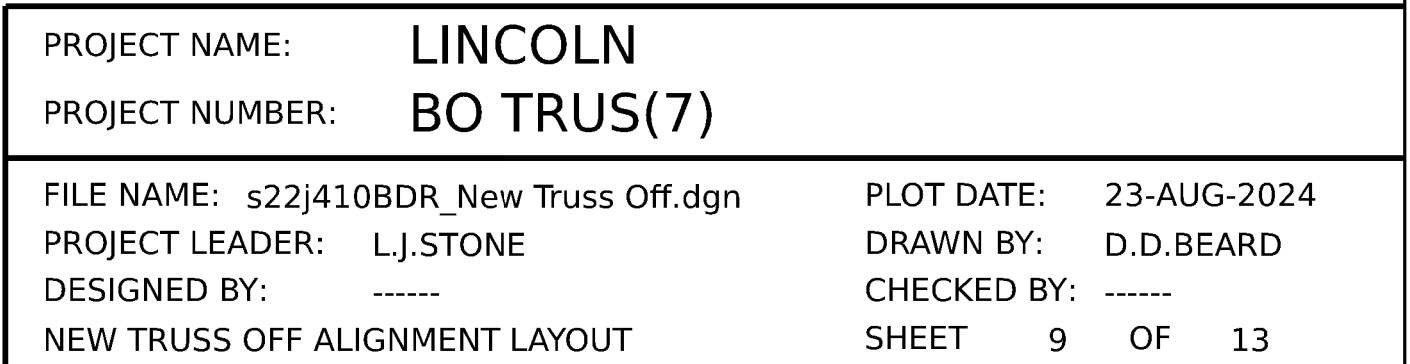 PROJECT NAME: LINCOLN
PROJECT NUMBER: BO TRUS(7)
FILE NAME: s22j410BDR_New Truss Off.dgn PLOT DATE: 23-AUG-2024
PROJECT LEADER: L.J.STONE DRAWN BY: D.D.BEARD
DESIGNED BY: ------ CHECKED BY: ------
NEW TRUSS OFF ALIGNMENT LAYOUT SHEET 9 OF 13